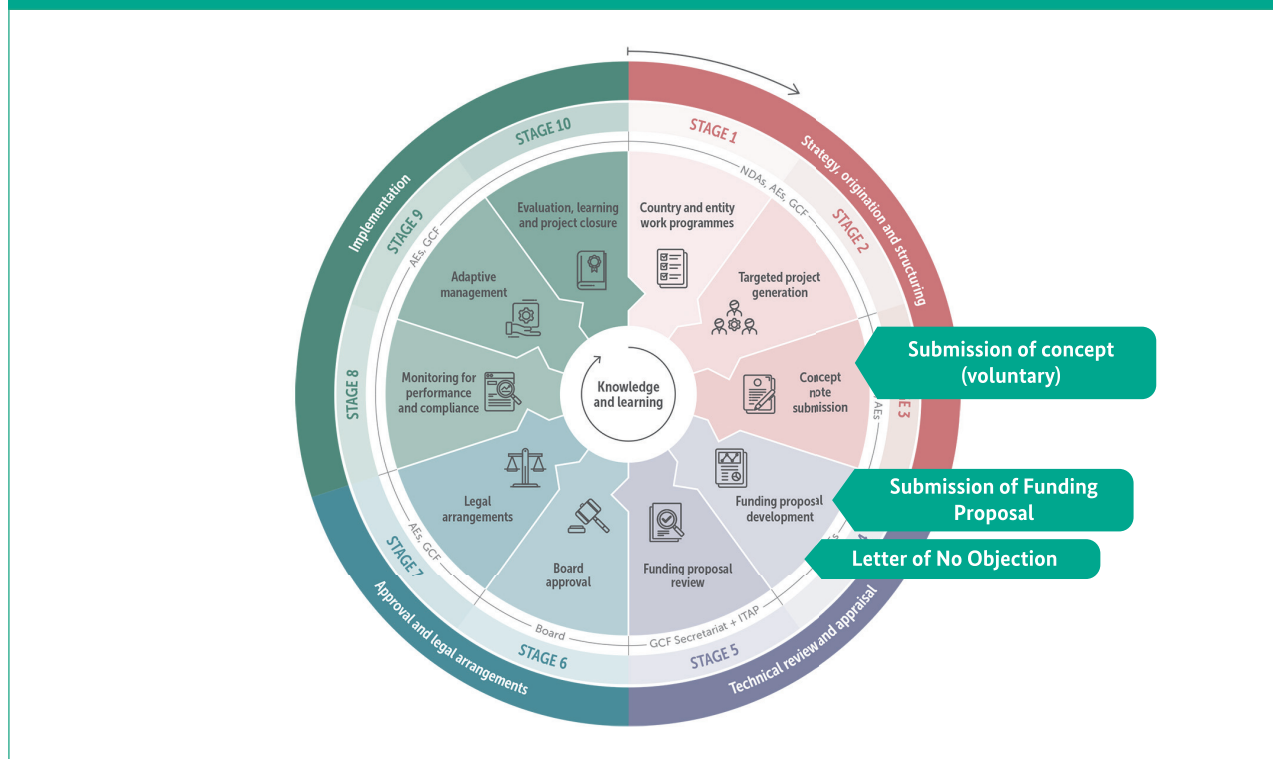 STAGE 1
Strategy, origination and structuring
NDAs, AEs, GCF
Country and entity
work programmes
STAGE 2
Targeted project
generation
Submission of concept
(voluntary)
Concept
note
submission
AEs
Submission of Funding
Proposal
Funding proposal
development
Letter of No Objection
Technical review and appraisal
STAGE 5
GCF Secretariat + ITAP
Funding proposal
review
STAGE 6
Board
Board
approval
Approval and legal arrangements
STAGE 7
AEs, GCF
Legal
arrangements
STAGE 8
Monitoring for
performance
and compliance
Implementation
STAGE 9
AEs, GCF
Adaptive
management
STAGE 10
Evaluation, learning
and project closure
Knowledge
and learning